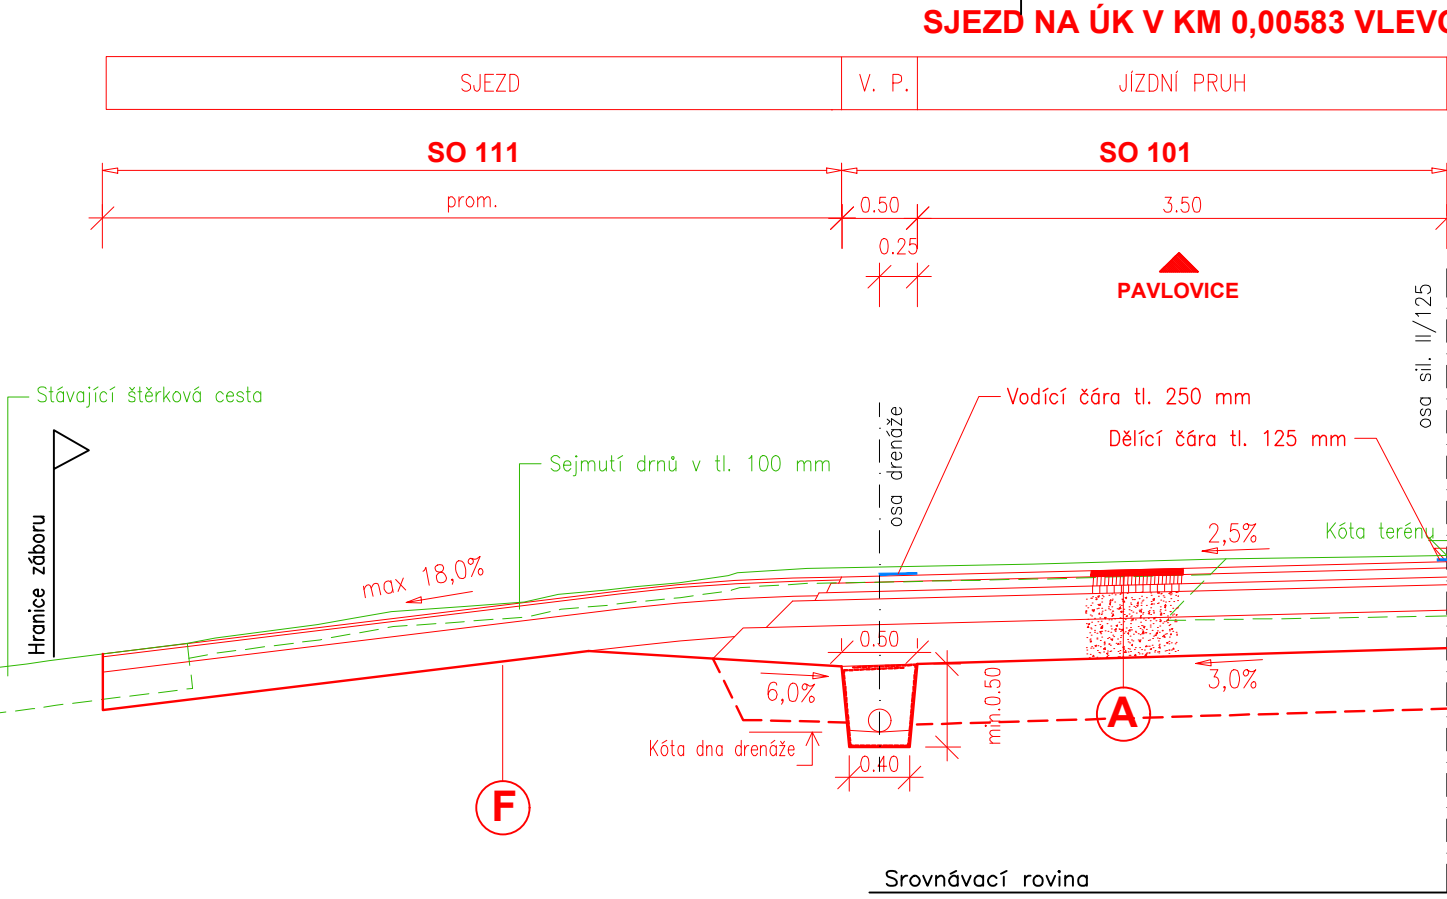 SJEZD NA ÚK V KM 0,00583 VLEVO
SJEZD
V. P.
JÍZDNÍ PRUH
SO 111
SO 101
prom.
0.50
3.50
0.25
PAVLOVICE
osa sil. II/125
Stávající štěrková cesta
Vodící čára tl. 250 mm
Dělící čára tl. 125 mm
Sejmutí drnů v tl. 100 mm
osa drenáže
Hranice záboru
Kóta terénu
2,5%
max 18,0%
0.50
6,0%
3,0%
min.0.50
A
Kóta dna drenáže
0.40
F
Srovnávací rovina